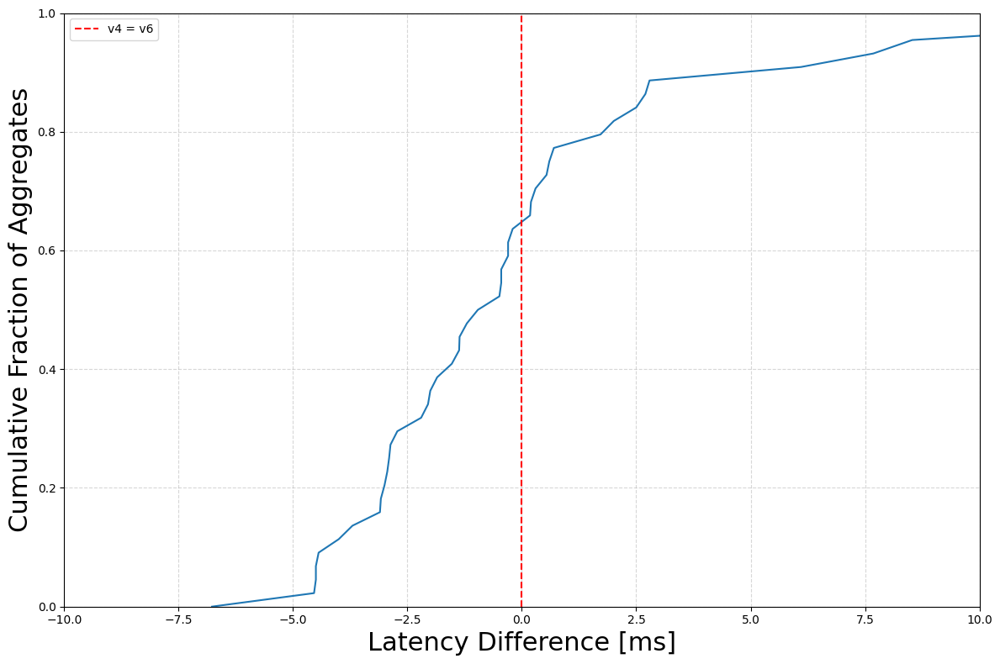 v4 = v6
Cumulative Fraction of Aggregates
1.0
0.8
0.6
0.4
0.2
0.0
−10.0 −7.5 −5.0 −2.5 0.0 2.5 5.0 7.5 10.0
Latency Difference [ms]